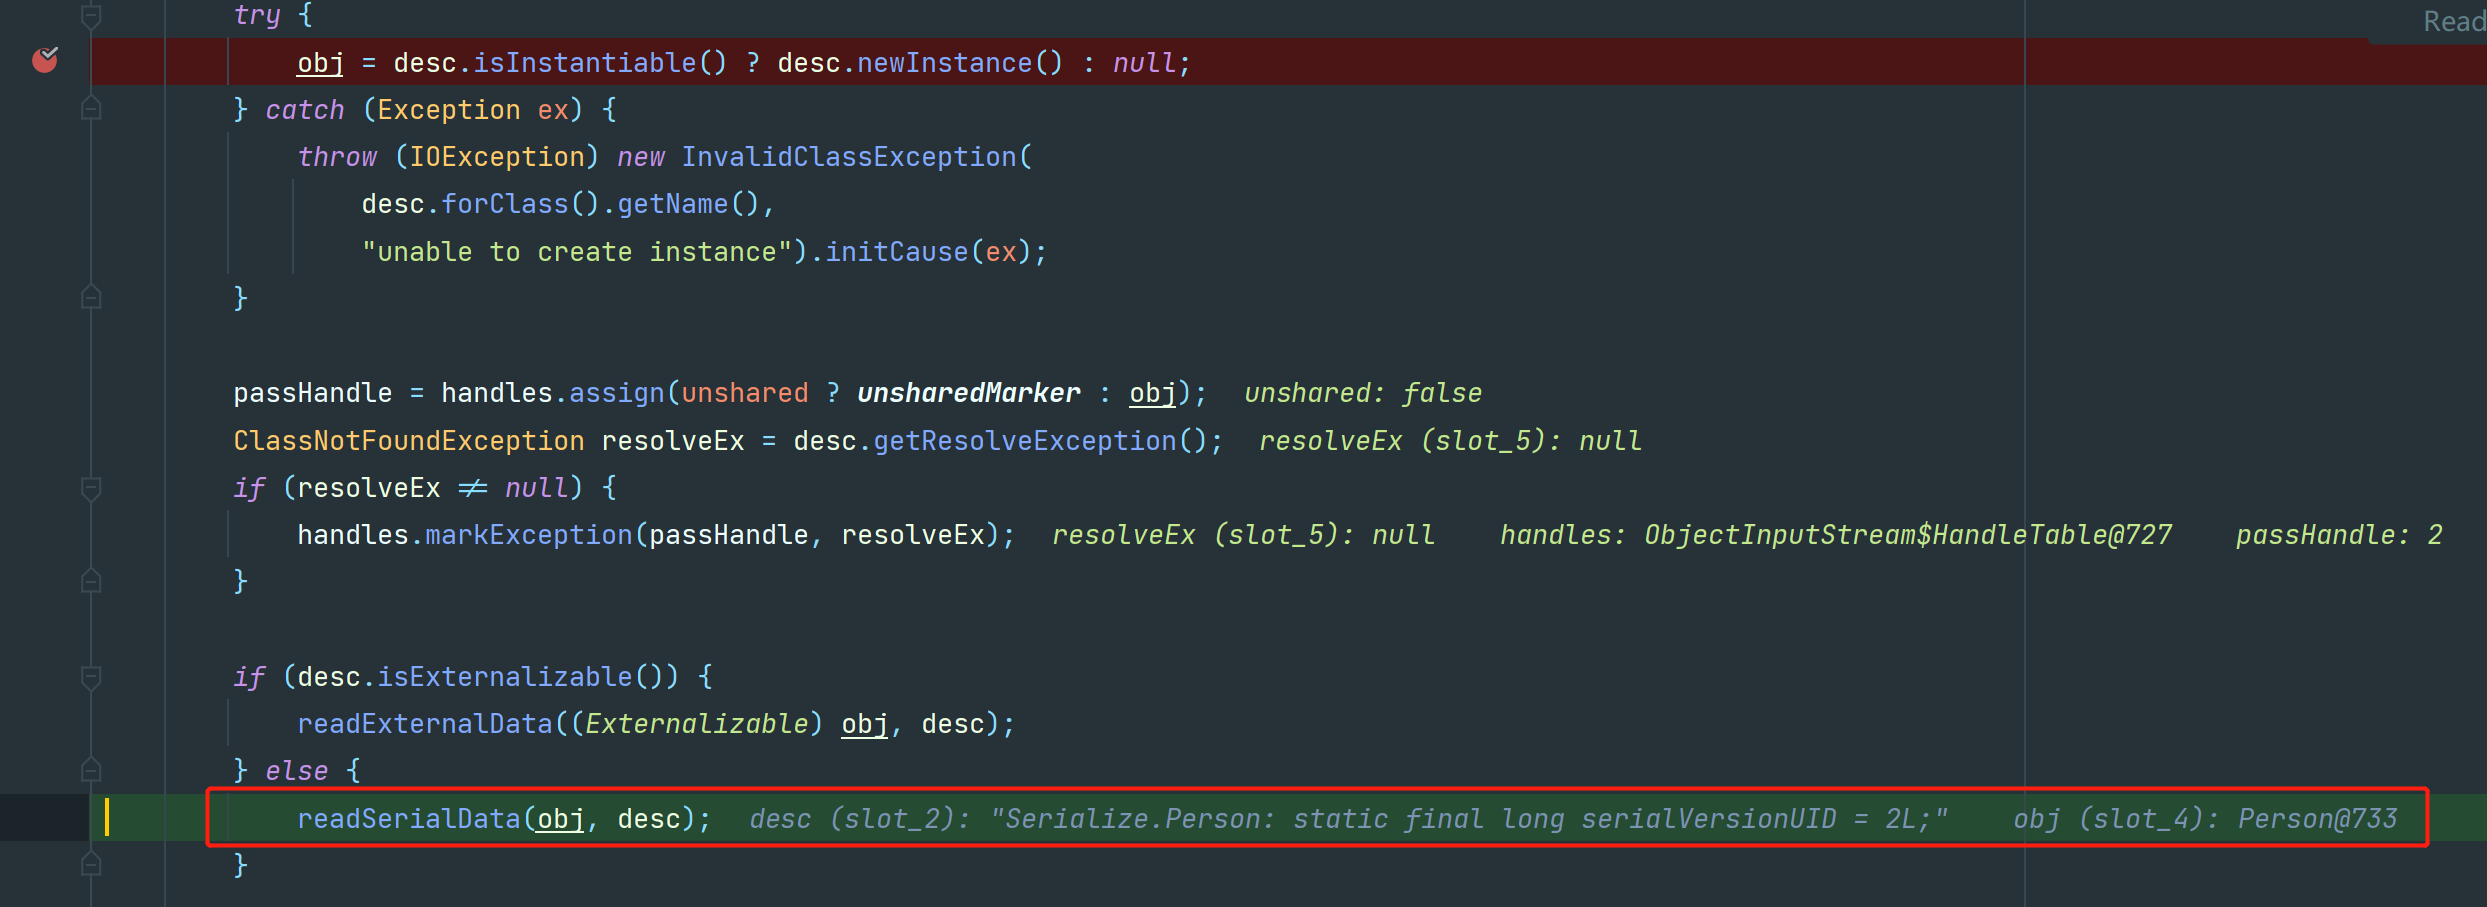 try {
Read
obj = desc.isInstantiable() ? desc.newInstance() : null;
} catch (Exception ex) {
throw (IOException) new InvalidClassException(
desc.forClass().getName(),
"unable to create instance").initCause(ex);
}
passHandle = handles.assign(unshared ? unsharedMarker : obj); unshared: false
ClassNotFoundException resolveEx = desc.getResolveException(); resolveEx (slot_5): null
if (resolveEx ≠ null) {
handles.markException(passHandle, resolveEx); resolveEx (slot_5): null handles: ObjectInputStream$HandleTable@727 passHandle: 2
}
if (desc.isExternalizable()) {
readExternalData((Externalizable) obj, desc);
} else {
readSerialData(obj, desc); desc (slot_2): "Serialize.Person: static final long serialVersionUID = 2L;" obj (slot_4): Person@733
}